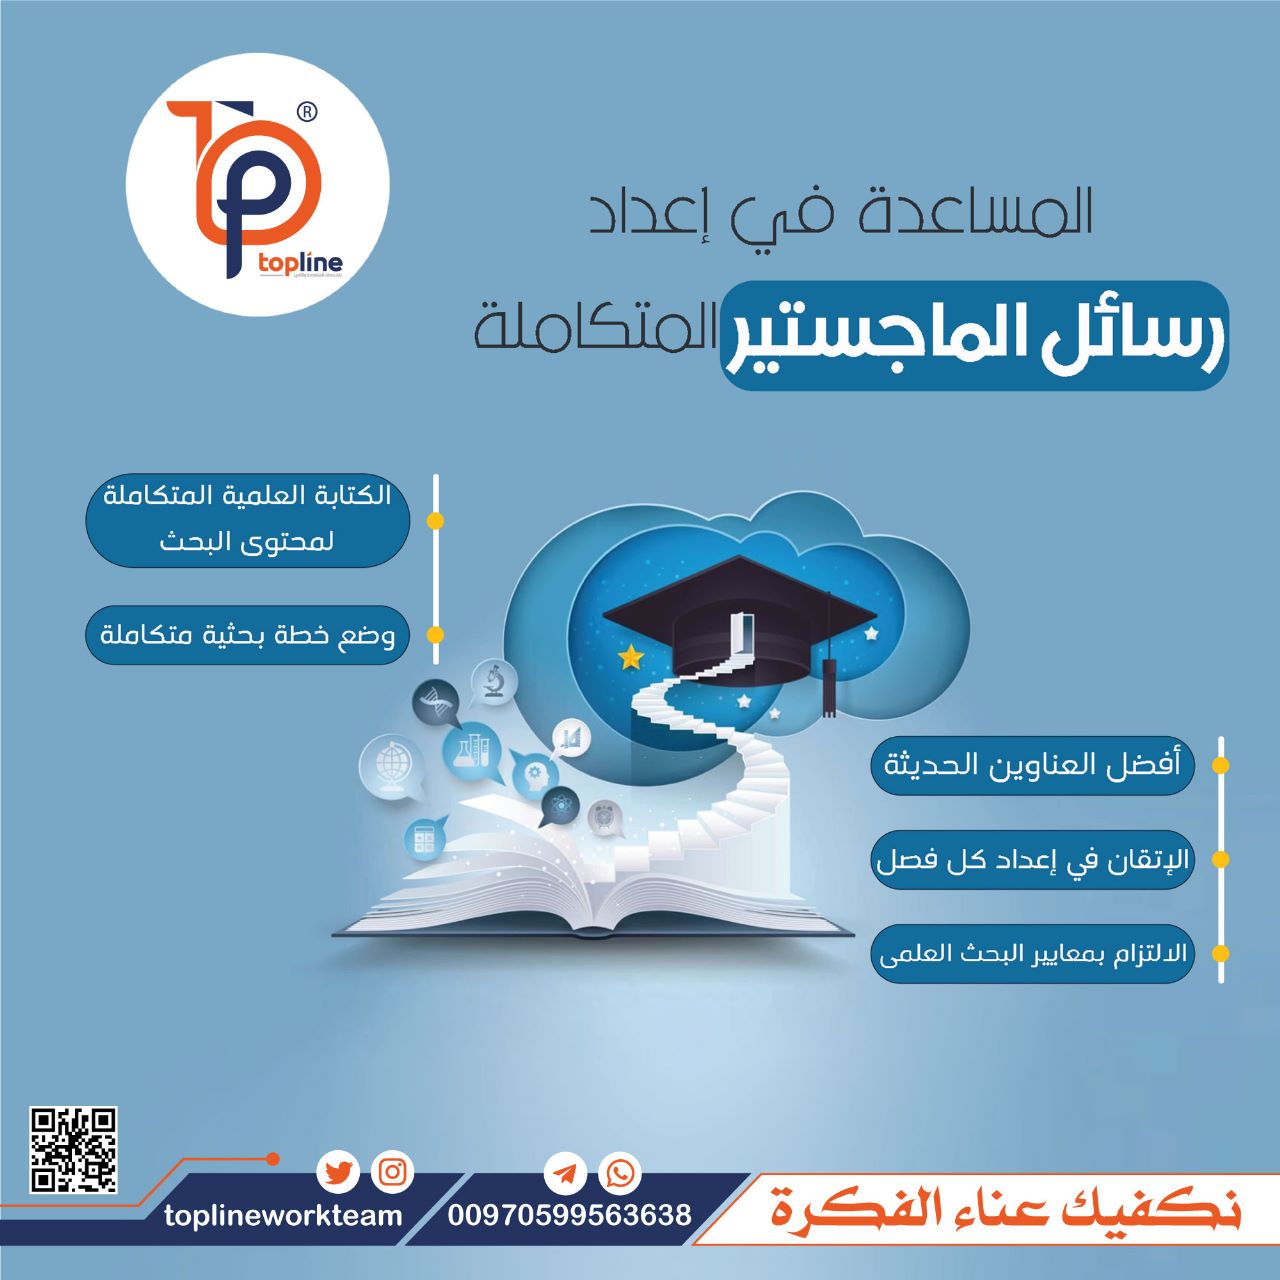 topline
®
المساعدة في إعداد
رسائل الماجستير المتكاملة
الكتابة العلمية المتكاملة
لمحتوى البحث
وضع خطة بحثية متكاملة
أفضل العناوين الحديثة
الإتقان في إعداد كل فصل
الالتزام بمعايير البحث العلمى
toplineworkteam
00970599563638
نكفيك عناء الفكرة